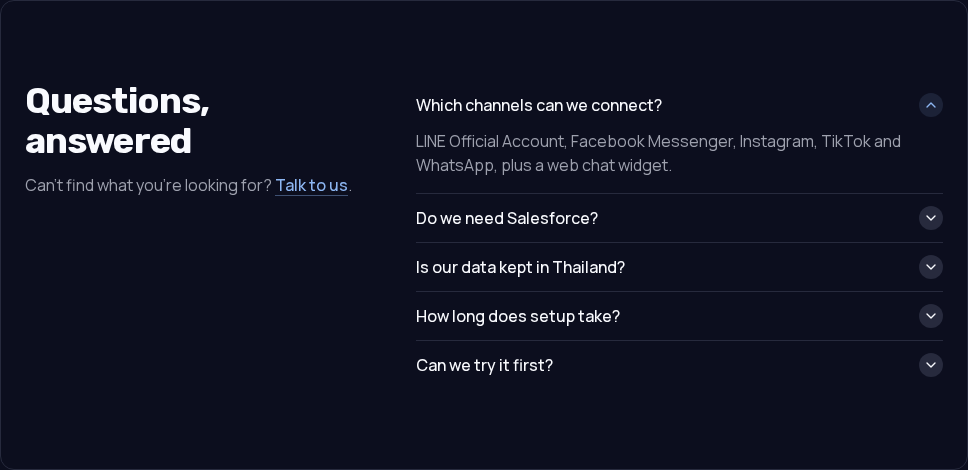 Questions,
answered
Can't find what you're looking for? Talk to us.
Which channels can we connect?
LINE Official Account, Facebook Messenger, Instagram, TikTok and
WhatsApp, plus a web chat widget.
Do we need Salesforce?
Is our data kept in Thailand?
How long does setup take?
Can we try it first?